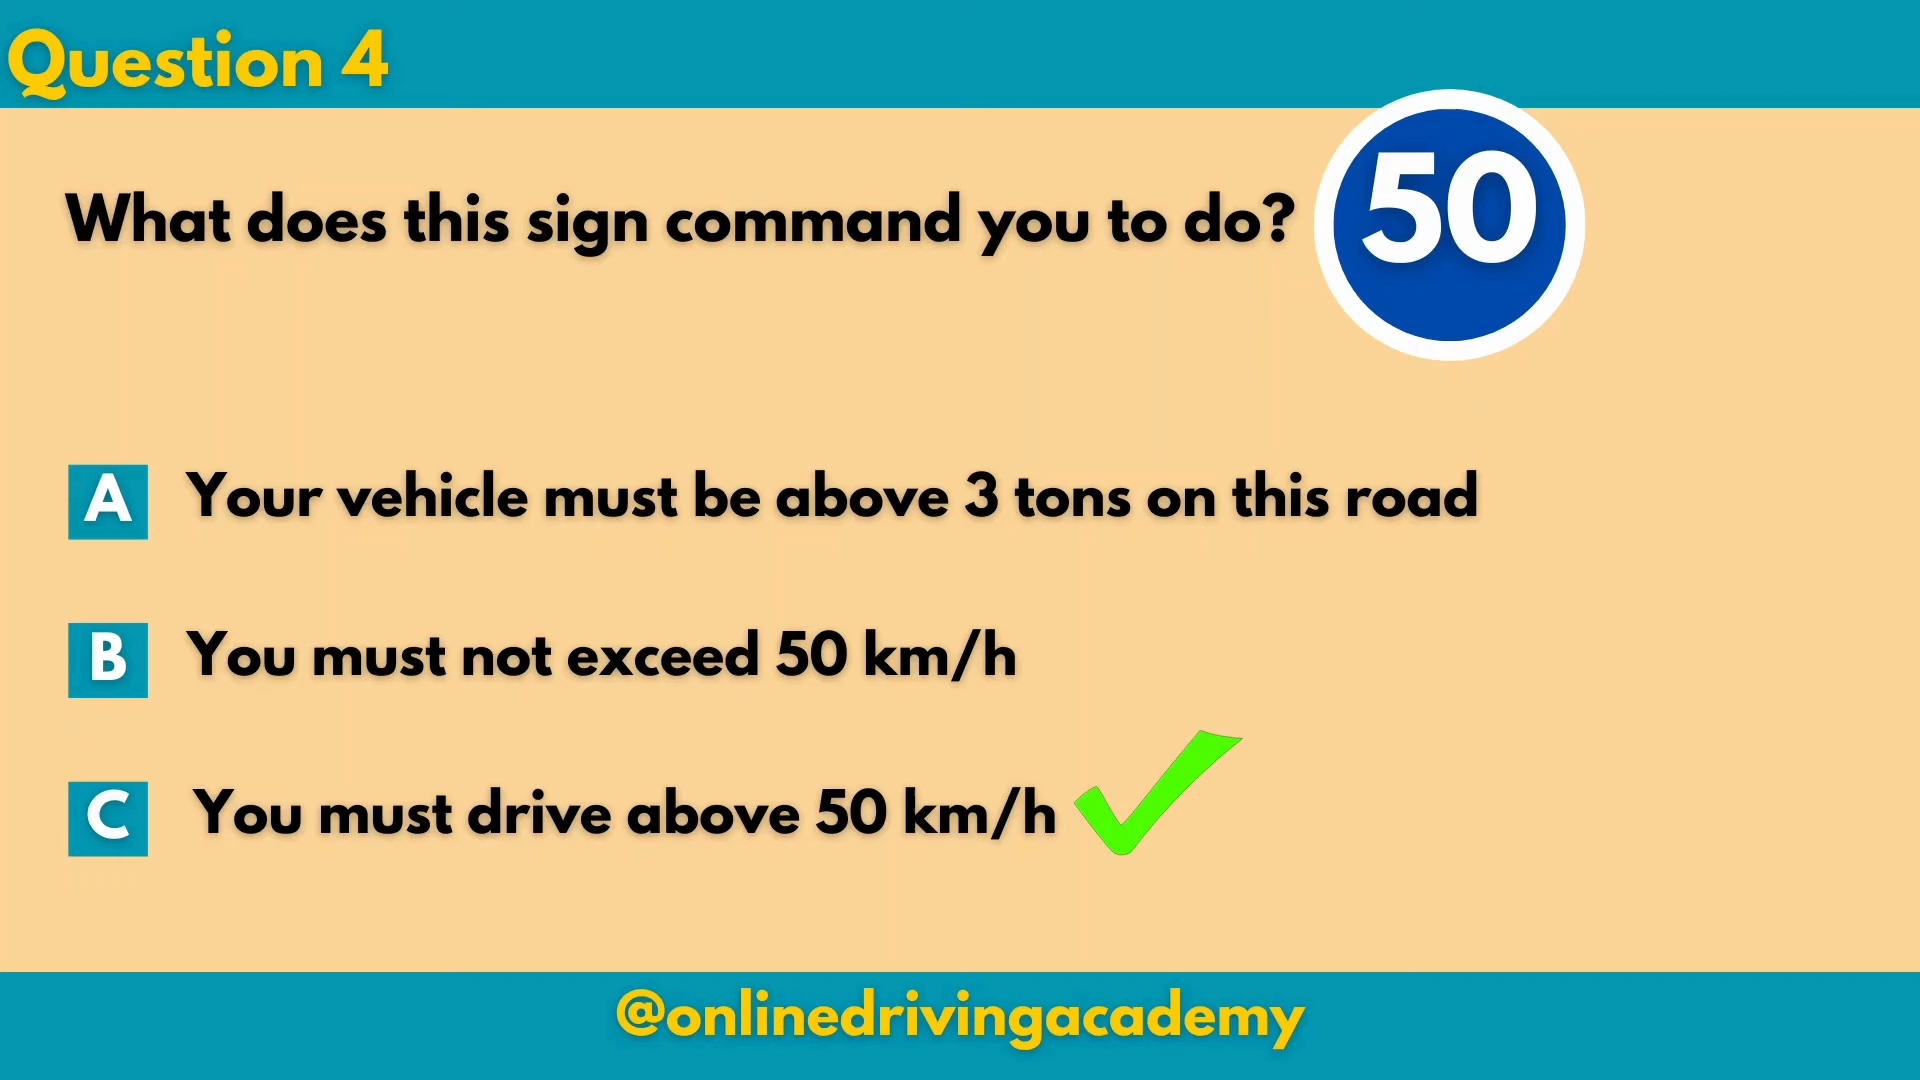 Question 4
What does this sign command you to do?
50
A Your vehicle must be above 3 tons on this road
B You must not exceed 50 km/h
C You must drive above 50 km/h
@onlinedrivingacademy